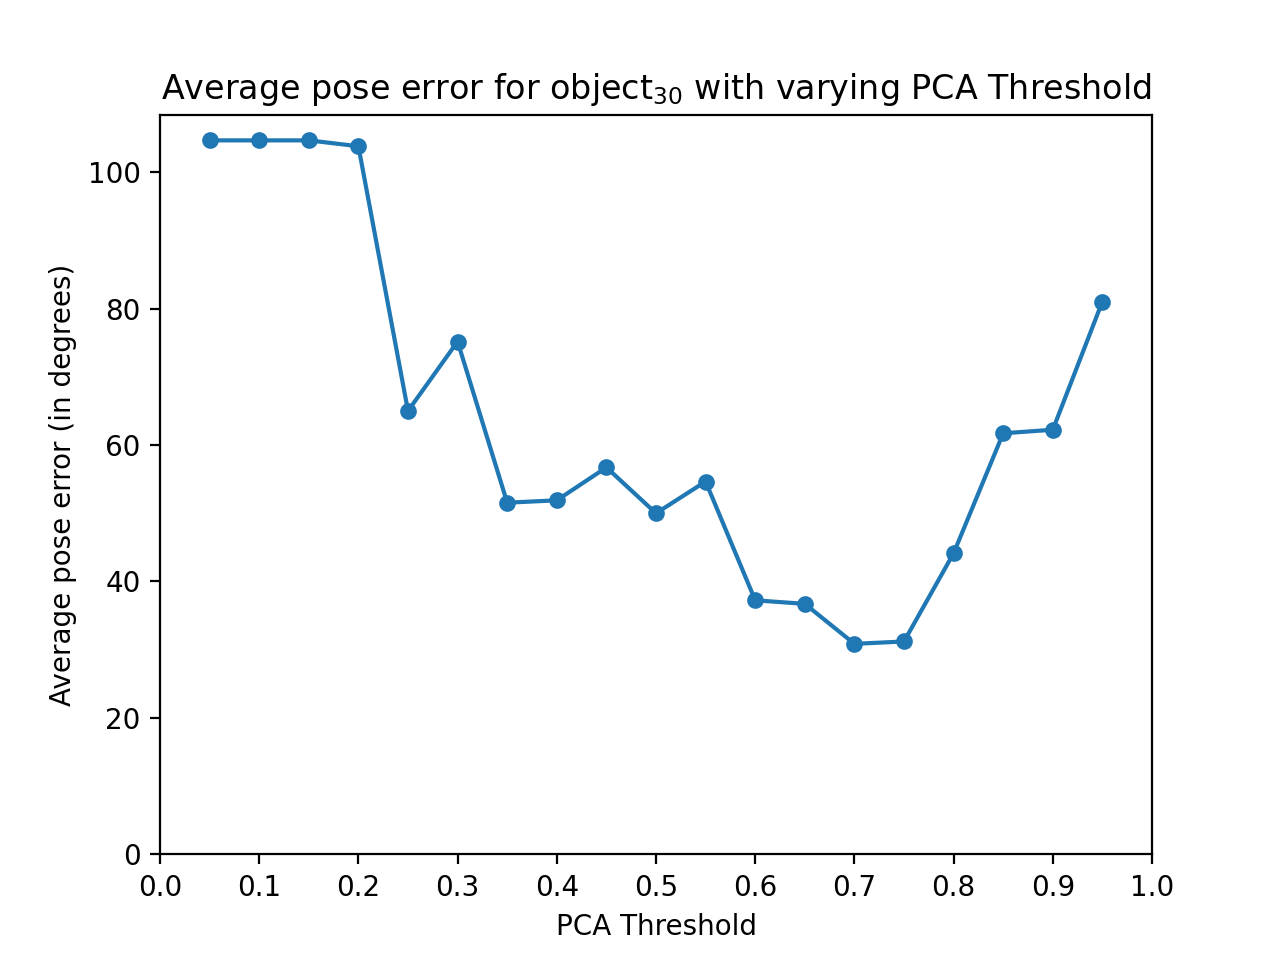 Average pose error for object₃₀ with varying PCA Threshold
100
80
60
40
20
0
Average pose error (in degrees)
0.0 0.1 0.2 0.3 0.4 0.5 0.6 0.7 0.8 0.9 1.0
PCA Threshold